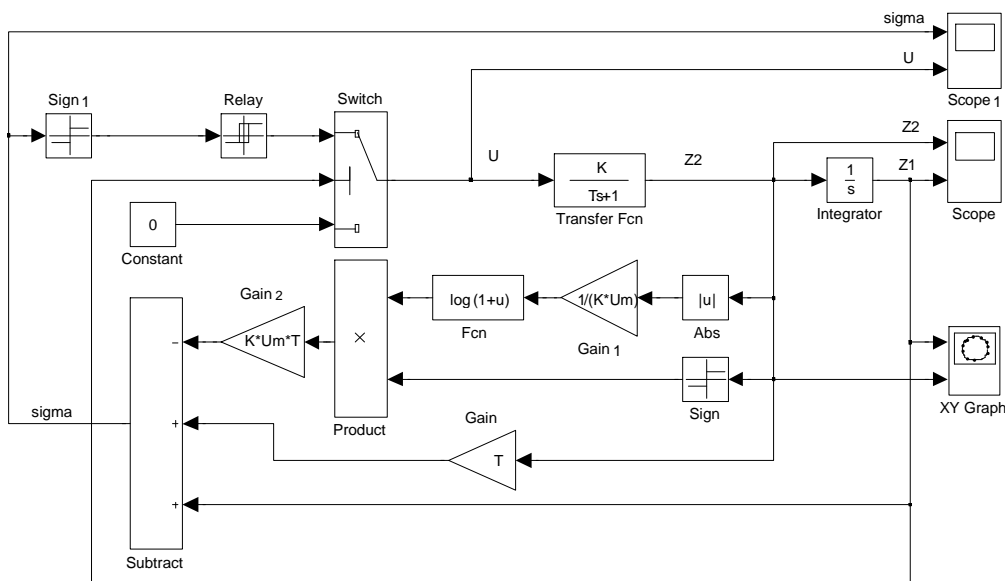 sigma
U
Scope 1
Sign 1
Relay
Switch
U
K
Ts+1
Transfer Fcn
Z2
1
s
Integrator
Z2
Z1
Scope
0
Constant
Gain 2
K*Um*T
×
Product
log (1+u)
Fcn
1/(K*Um)
Gain 1
|u|
Abs
Sign
XY Graph
sigma
−
+
+
Subtract
Gain
T